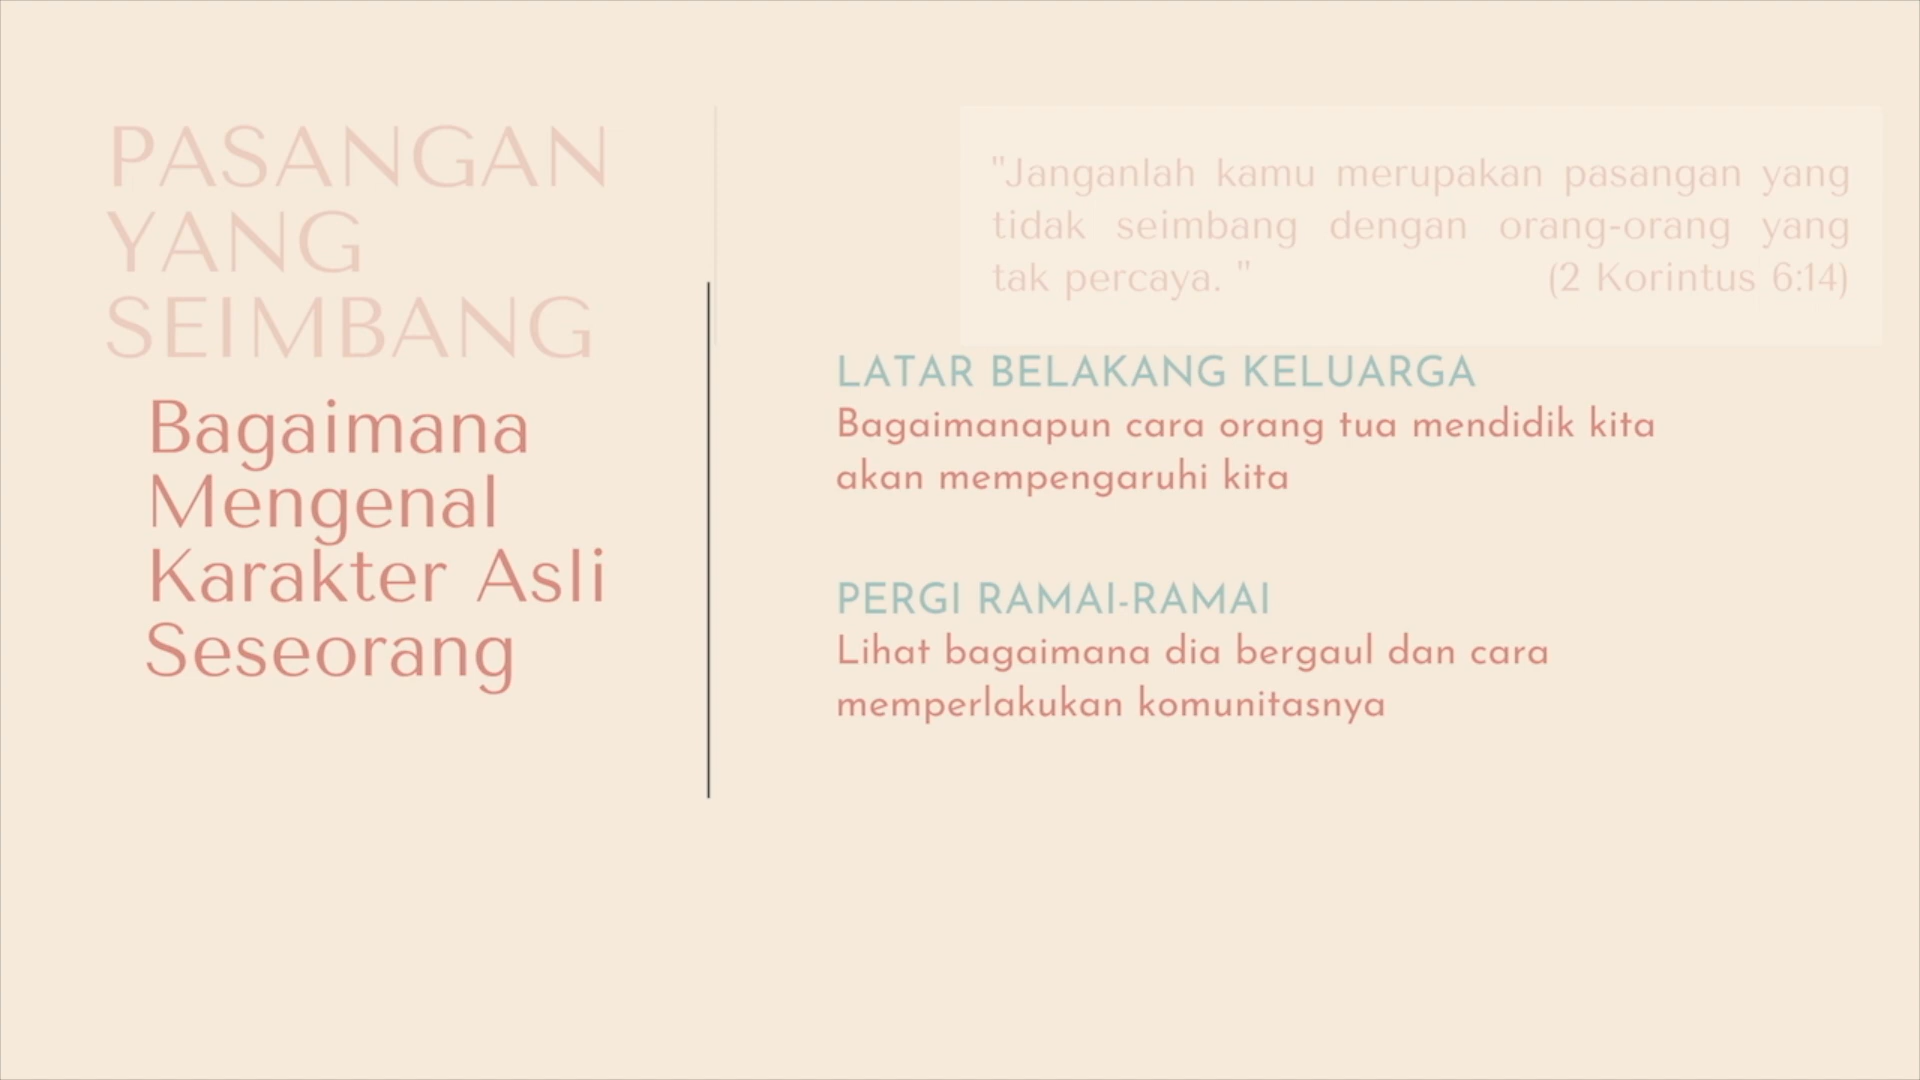 PASANGAN
YANG
SEIMBANG
"Janganlah kamu merupakan pasangan yang
tidak seimbang dengan orang-orang yang
tak percaya. " (2 Korintus 6:14)
Bagaimana
Mengenal
Karakter Asli
Seseorang
LATAR BELAKANG KELUARGA
Bagaimanapun cara orang tua mendidik kita
akan mempengaruhi kita
PERGI RAMAI-RAMAI
Lihat bagaimana dia bergaul dan cara
memperlakukan komunitasnya